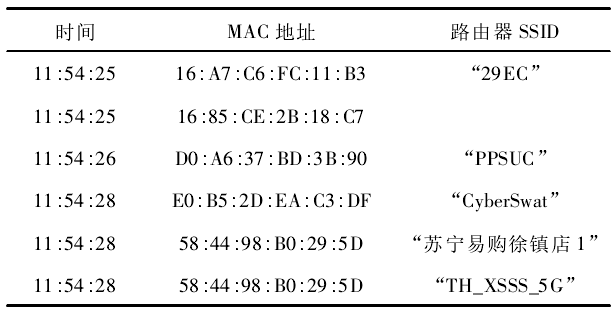 时间 MAC 地址 路由器 SSID
11:54:25 16:A7:C6:FC:11:B3 “29EC”
11:54:25 16:85:CE:2B:18:C7
11:54:26 D0:A6:37:BD:3B:90 “PPSUC”
11:54:28 E0:B5:2D:EA:C3:DF “CyberSwat”
11:54:28 58:44:98:B0:29:5D “苏宁易购徐镇店1”
11:54:28 58:44:98:B0:29:5D “TH_XSSS_5G”